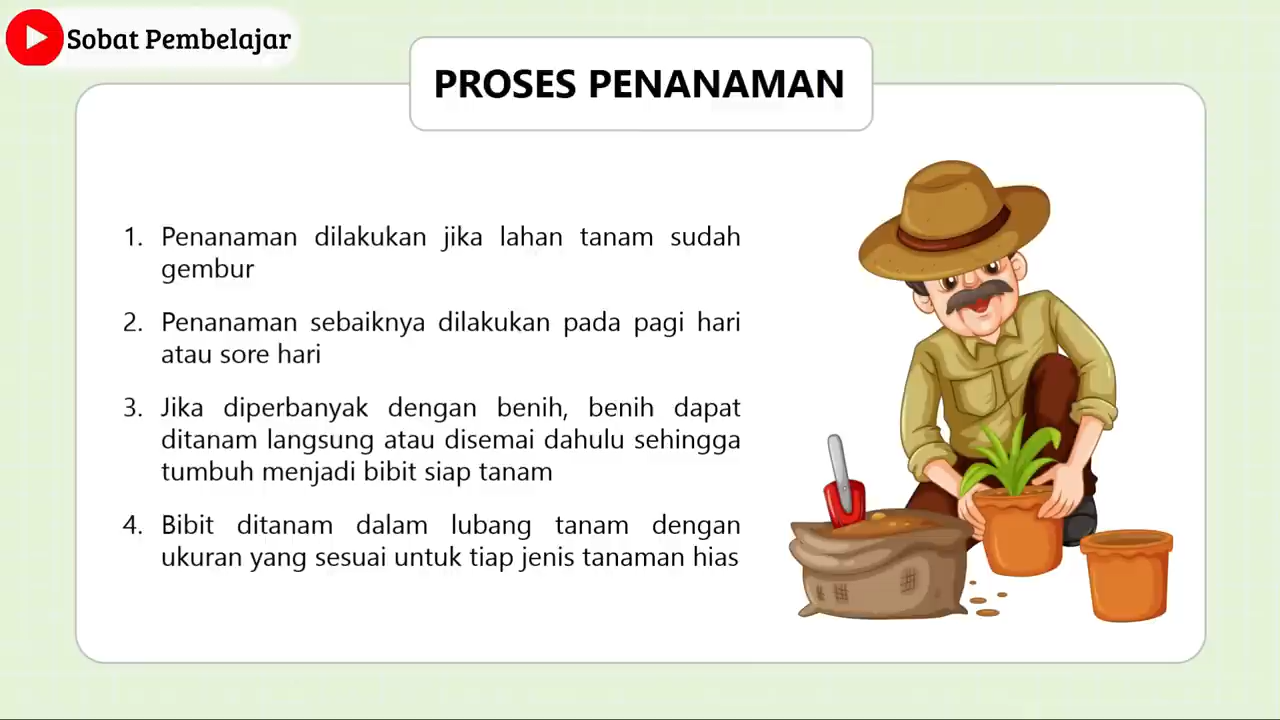 Sobat Pembelajar
PROSES PENANAMAN
1. Penanaman dilakukan jika lahan tanam sudah
gembur
2. Penanaman sebaiknya dilakukan pada pagi hari
atau sore hari
3. Jika diperbanyak dengan benih, benih dapat
ditanam langsung atau disemai dahulu sehingga
tumbuh menjadi bibit siap tanam
4. Bibit ditanam dalam lubang tanam dengan
ukuran yang sesuai untuk tiap jenis tanaman hias